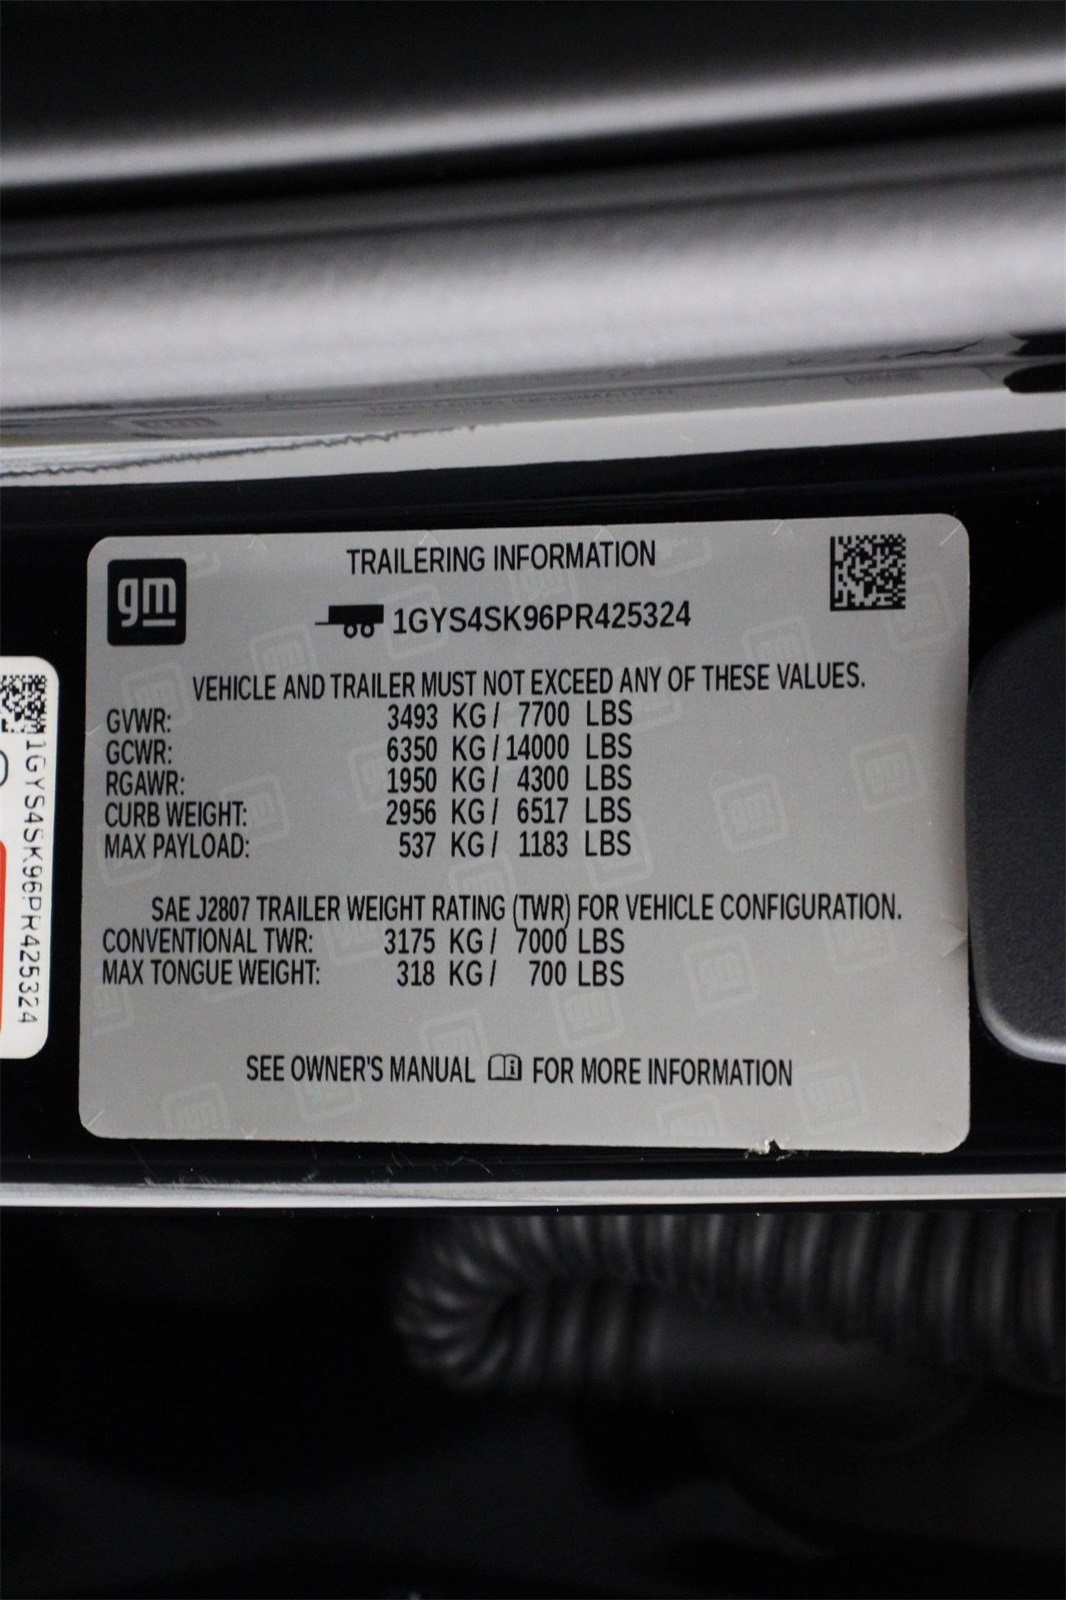 gm
TRAILERING INFORMATION
1GYS4SK96PR425324
VEHICLE AND TRAILER MUST NOT EXCEED ANY OF THESE VALUES.
GVWR: 3493 KG / 7700 LBS
GCWR: 6350 KG / 14000 LBS
RGAWR: 1950 KG / 4300 LBS
CURB WEIGHT: 2956 KG / 6517 LBS
MAX PAYLOAD: 537 KG / 1183 LBS
SAE J2807 TRAILER WEIGHT RATING (TWR) FOR VEHICLE CONFIGURATION.
CONVENTIONAL TWR: 3175 KG / 7000 LBS
MAX TONGUE WEIGHT: 318 KG / 700 LBS
SEE OWNER'S MANUAL FOR MORE INFORMATION
1GYS4SK96PR425324